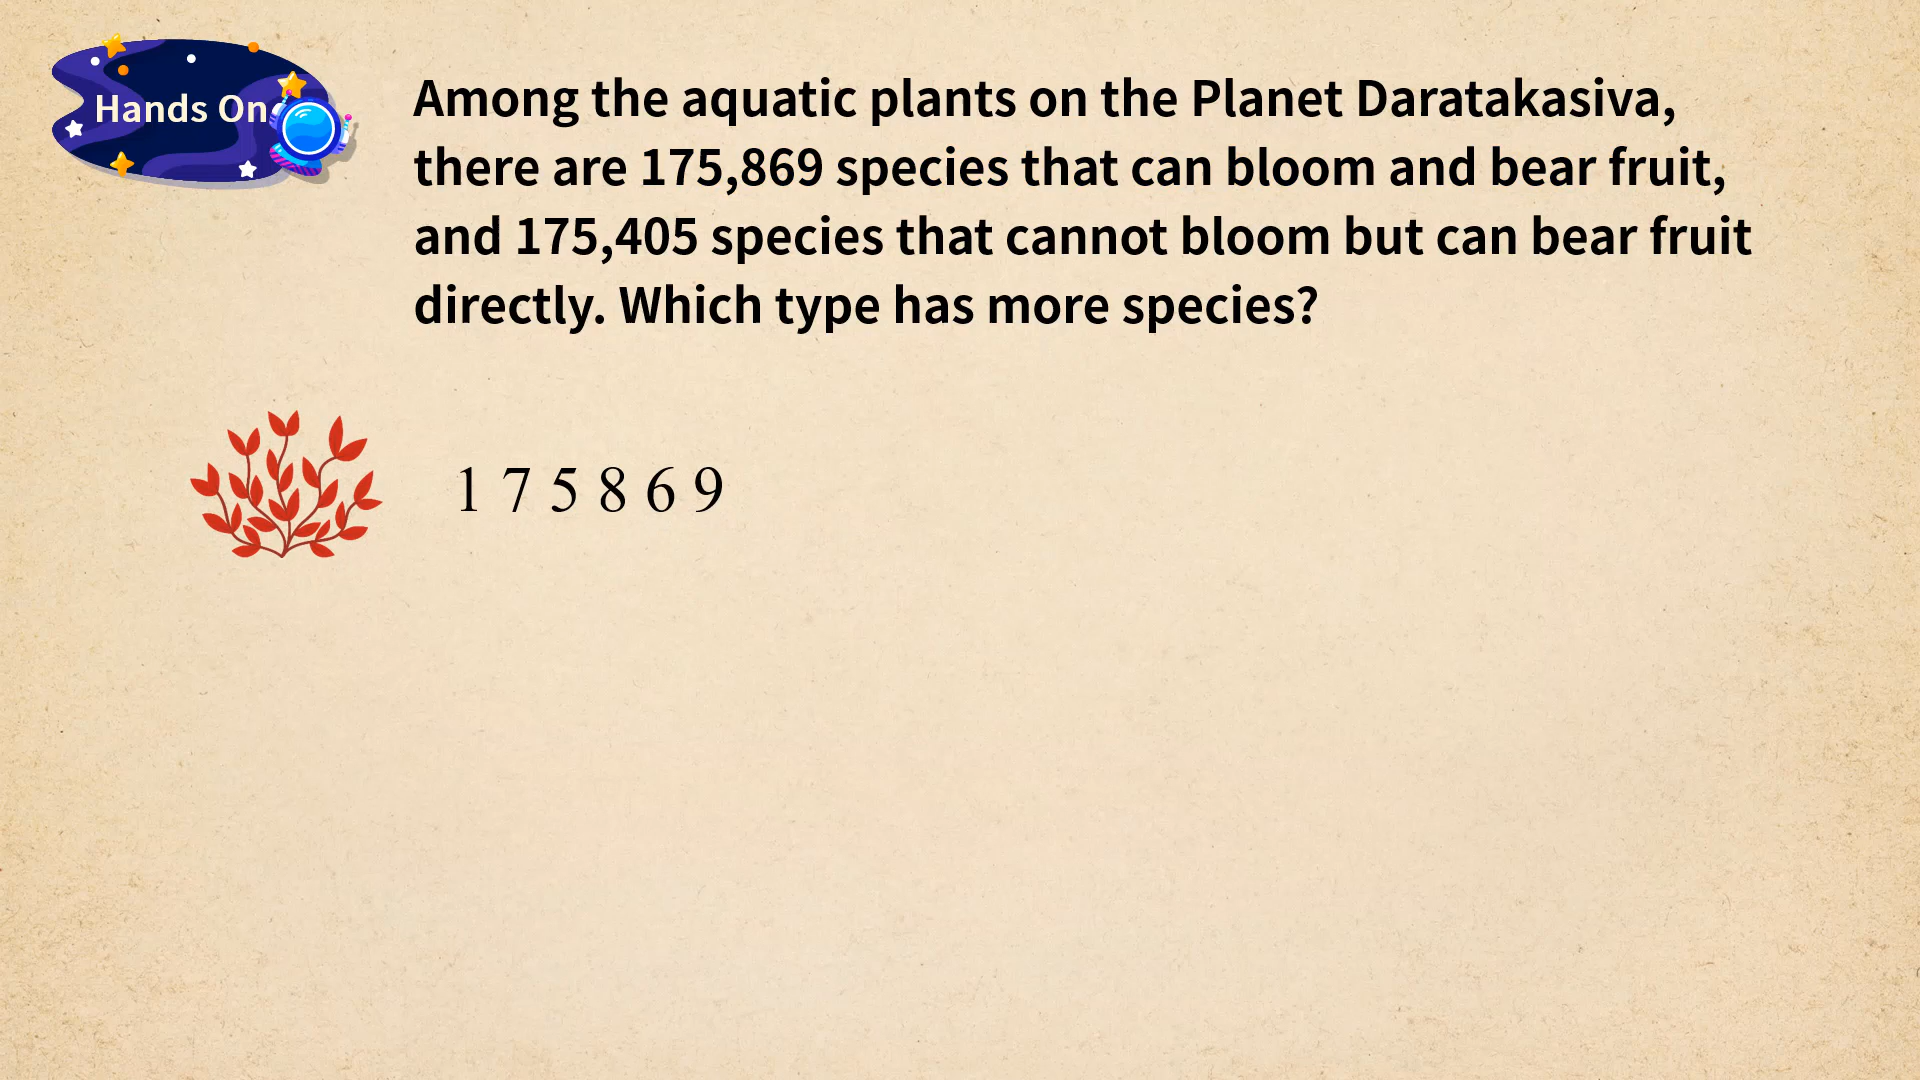 Hands On
Among the aquatic plants on the Planet Daratakasiva,
there are 175,869 species that can bloom and bear fruit,
and 175,405 species that cannot bloom but can bear fruit
directly. Which type has more species?
1 7 5 8 6 9